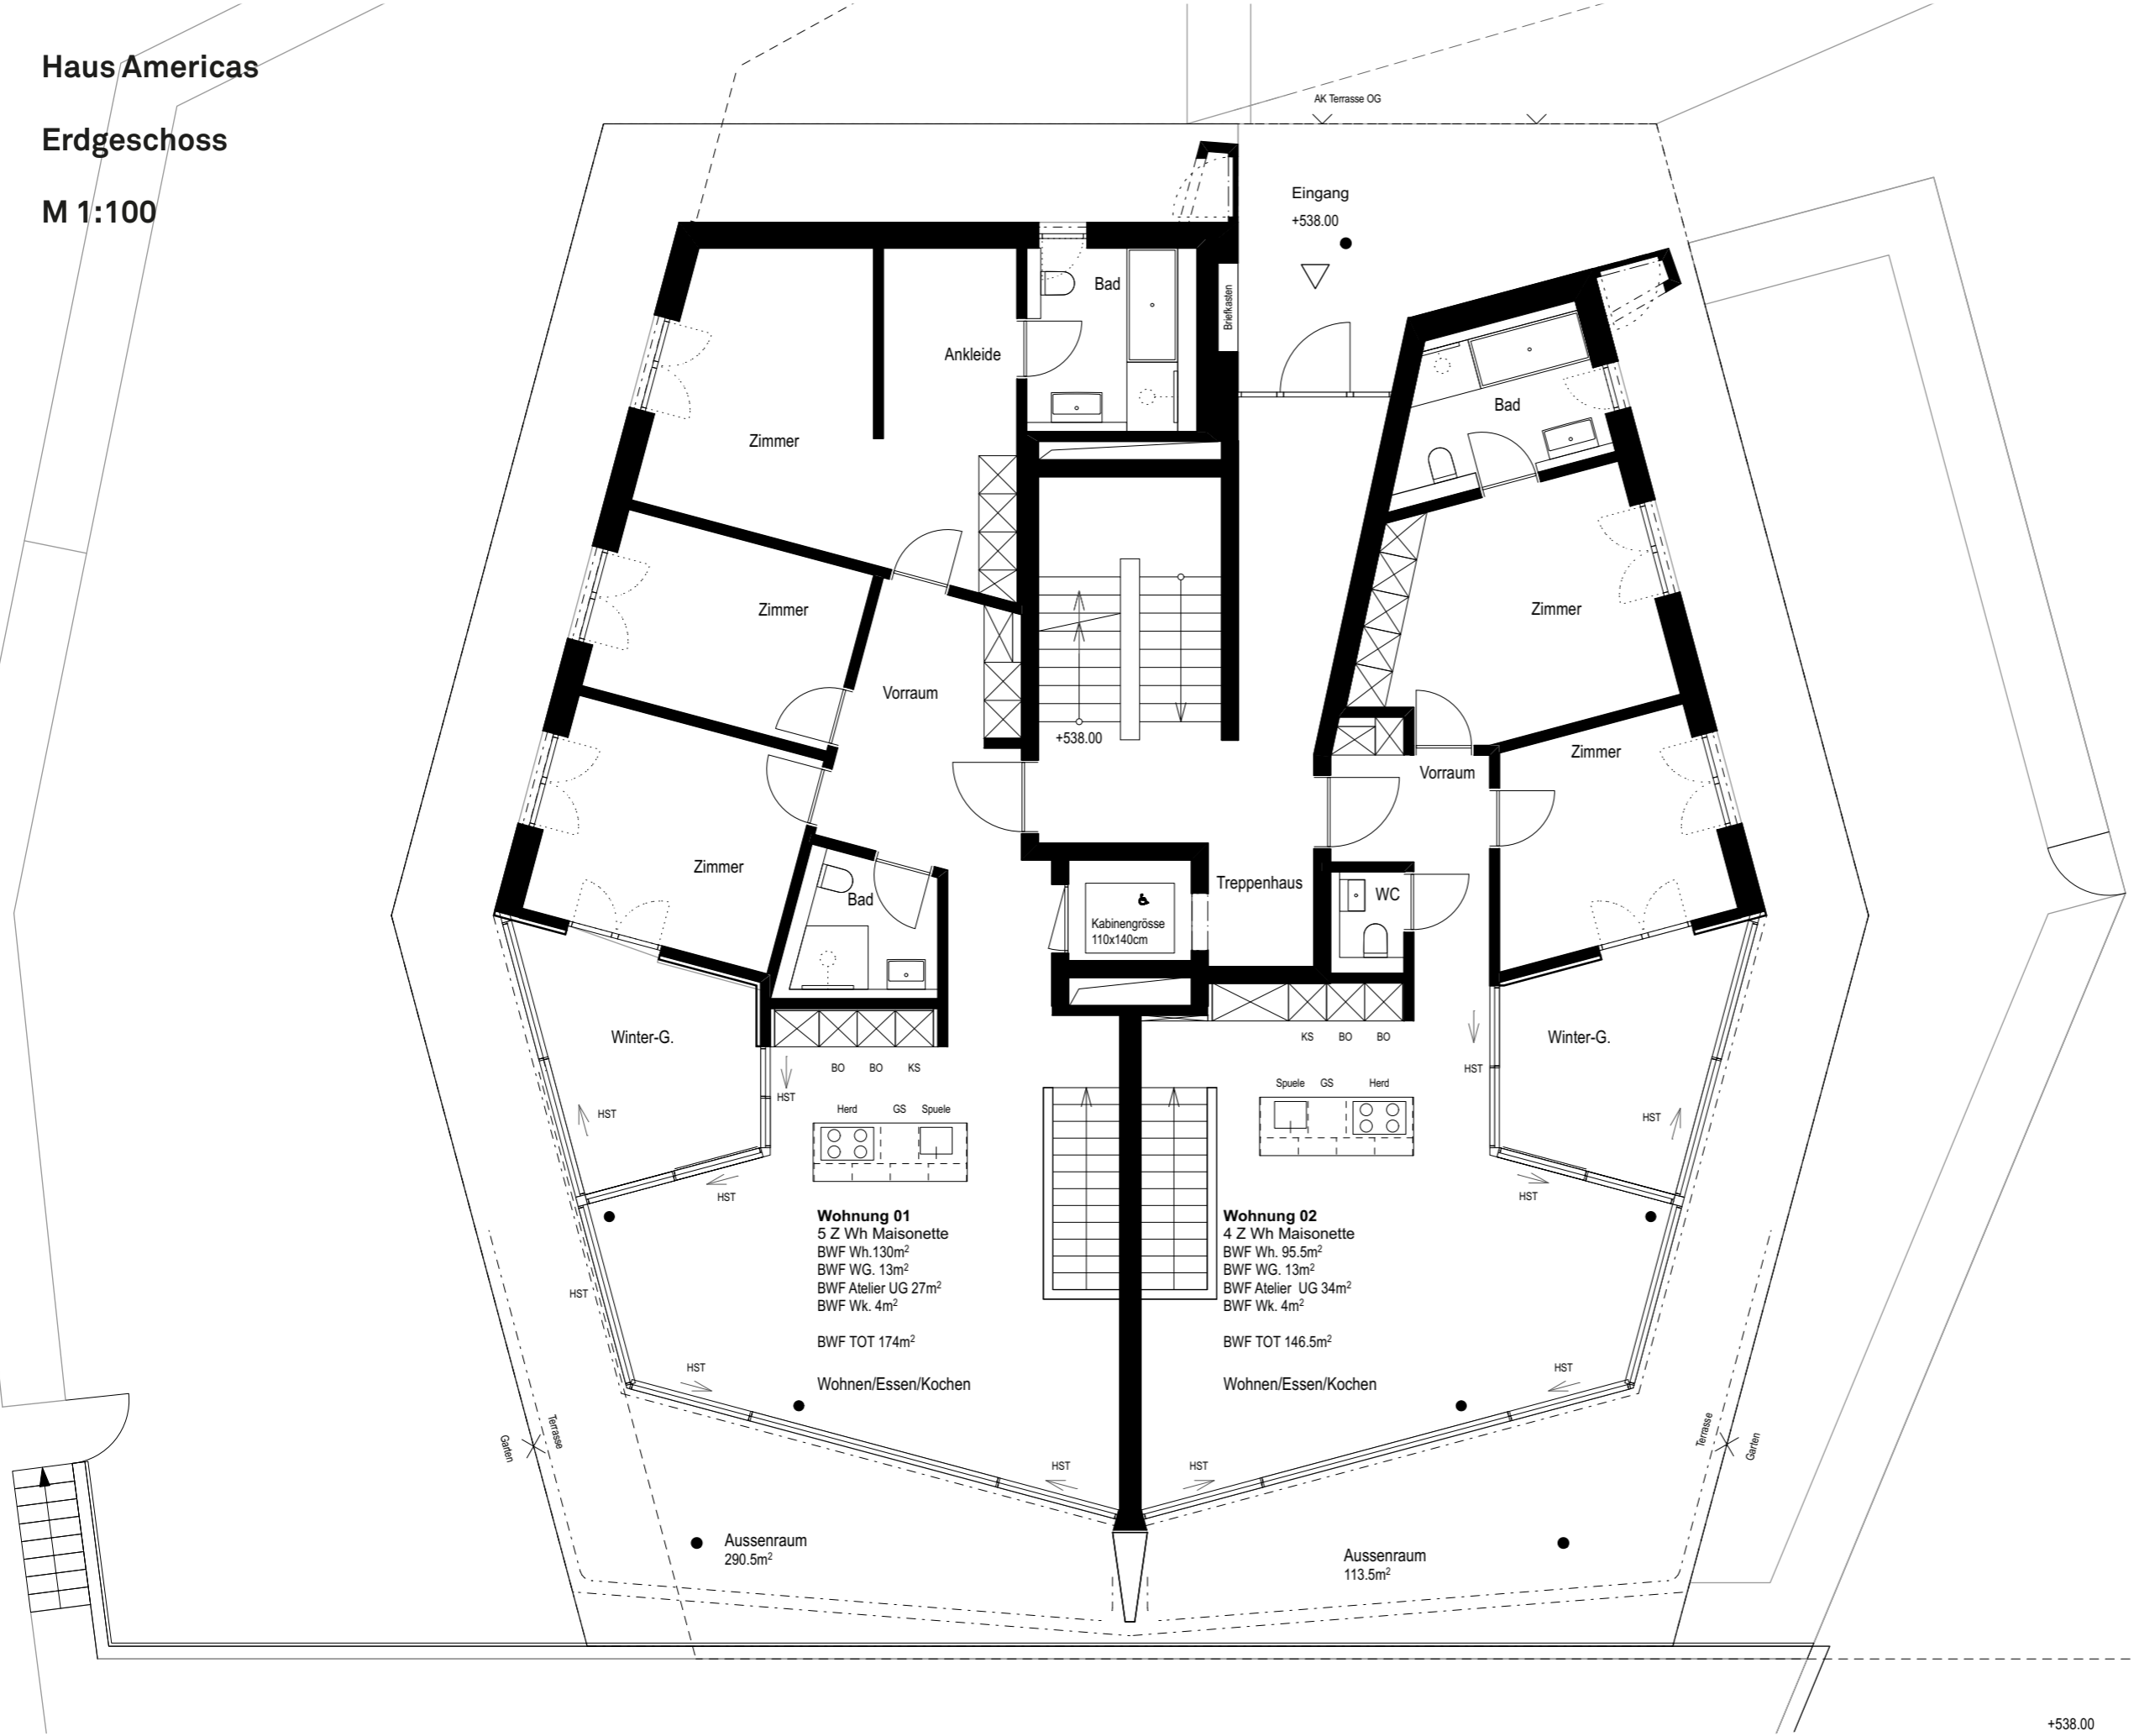 Haus Americas
Erdgeschoss
M 1:100
AK Terrasse OG
Eingang
+538.00
Briefkasten
Bad
Ankleide
Zimmer
Bad
Zimmer
Zimmer
Vorraum
+538.00
Zimmer
Vorraum
Zimmer
Bad
Kabinengrösse
110x140cm
Treppenhaus
WC
Winter-G.
BO
BO
KS
HST
KS
BO
BO
HST
Winter-G.
HST
Herd
GS
Spuele
Spuele
GS
Herd
HST
HST
HST
HST
Wohnung 01
5 Z Wh Maisonette
BWF Wh.130m²
BWF WG. 13m²
BWF Atelier UG 27m²
BWF Wk. 4m²
BWF TOT 174m²
Wohnen/Essen/Kochen
Wohnung 02
4 Z Wh Maisonette
BWF Wh. 95.5m²
BWF WG. 13m²
BWF Atelier UG 34m²
BWF Wk. 4m²
BWF TOT 146.5m²
Wohnen/Essen/Kochen
HST
HST
HST
HST
HST
Garten
Terrasse
Terrasse
Garten
Aussenraum
290.5m²
Aussenraum
113.5m²
+538.00